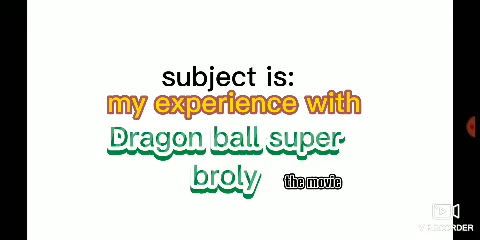 subject is:
my experience with
Dragon ball super
broly the movie
V RECORDER